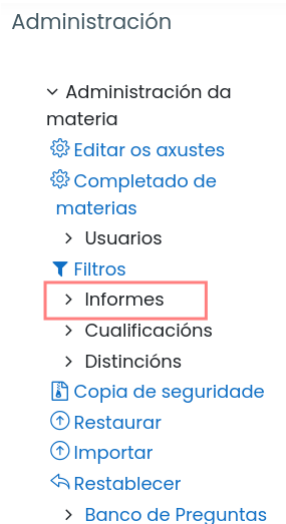 Administración
Administración da
materia
Editar os axustes
Completado de
materias
Usuarios
Filtros
Informes
Cualificacións
Distincións
Copia de seguridade
Restaurar
Importar
Restablecer
Banco de Preguntas